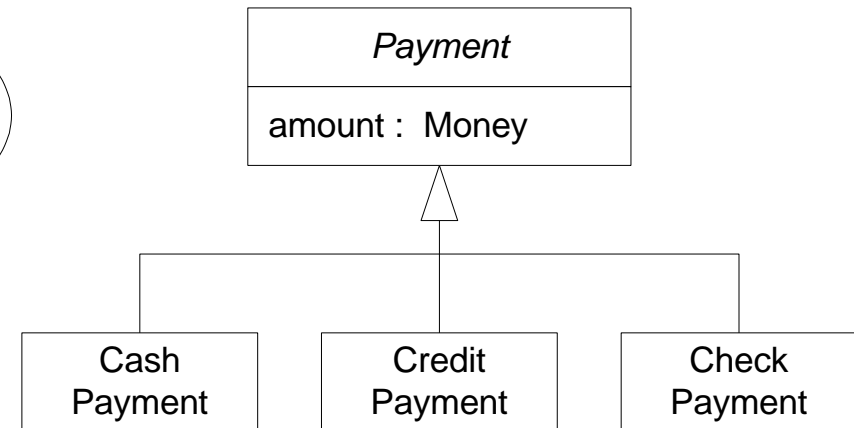 Payment
amount : Money
Cash
Payment
Credit
Payment
Check
Payment